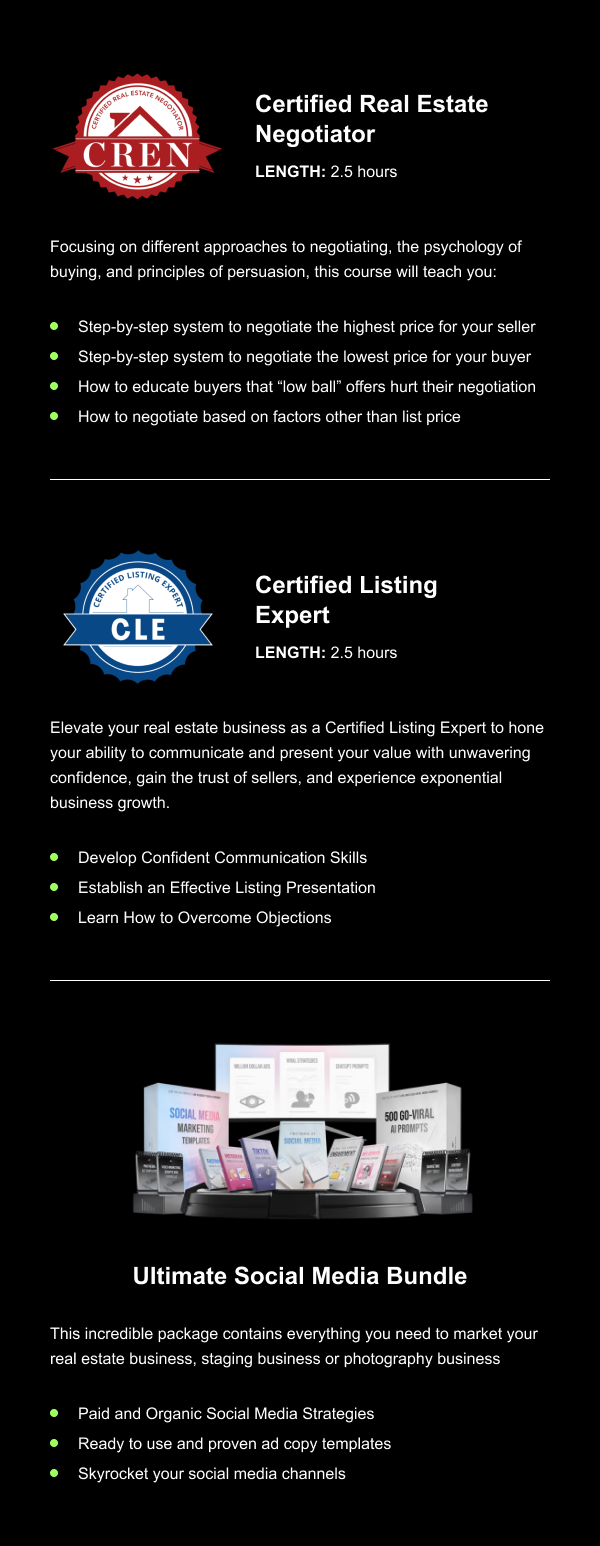 CERTIFIED REAL ESTATE NEGOTIATOR
CREN
Certified Real Estate
Negotiator
LENGTH: 2.5 hours
Focusing on different approaches to negotiating, the psychology of
buying, and principles of persuasion, this course will teach you:
Step-by-step system to negotiate the highest price for your seller
Step-by-step system to negotiate the lowest price for your buyer
How to educate buyers that “low ball” offers hurt their negotiation
How to negotiate based on factors other than list price
CERTIFIED LISTING EXPERT
CLE
Certified Listing
Expert
LENGTH: 2.5 hours
Elevate your real estate business as a Certified Listing Expert to hone
your ability to communicate and present your value with unwavering
confidence, gain the trust of sellers, and experience exponential
business growth.
Develop Confident Communication Skills
Establish an Effective Listing Presentation
Learn How to Overcome Objections
MILLION DOLLAR ADS
VIRAL STRATEGIES
CHATGPT PROMPTS
SOCIAL MEDIA
MARKETING
TEMPLATES
500 GO-VIRAL
AI PROMPTS
TIKTOK
SOCIAL MEDIA
ENGAGEMENT
Ultimate Social Media Bundle
This incredible package contains everything you need to market your
real estate business, staging business or photography business
Paid and Organic Social Media Strategies
Ready to use and proven ad copy templates
Skyrocket your social media channels